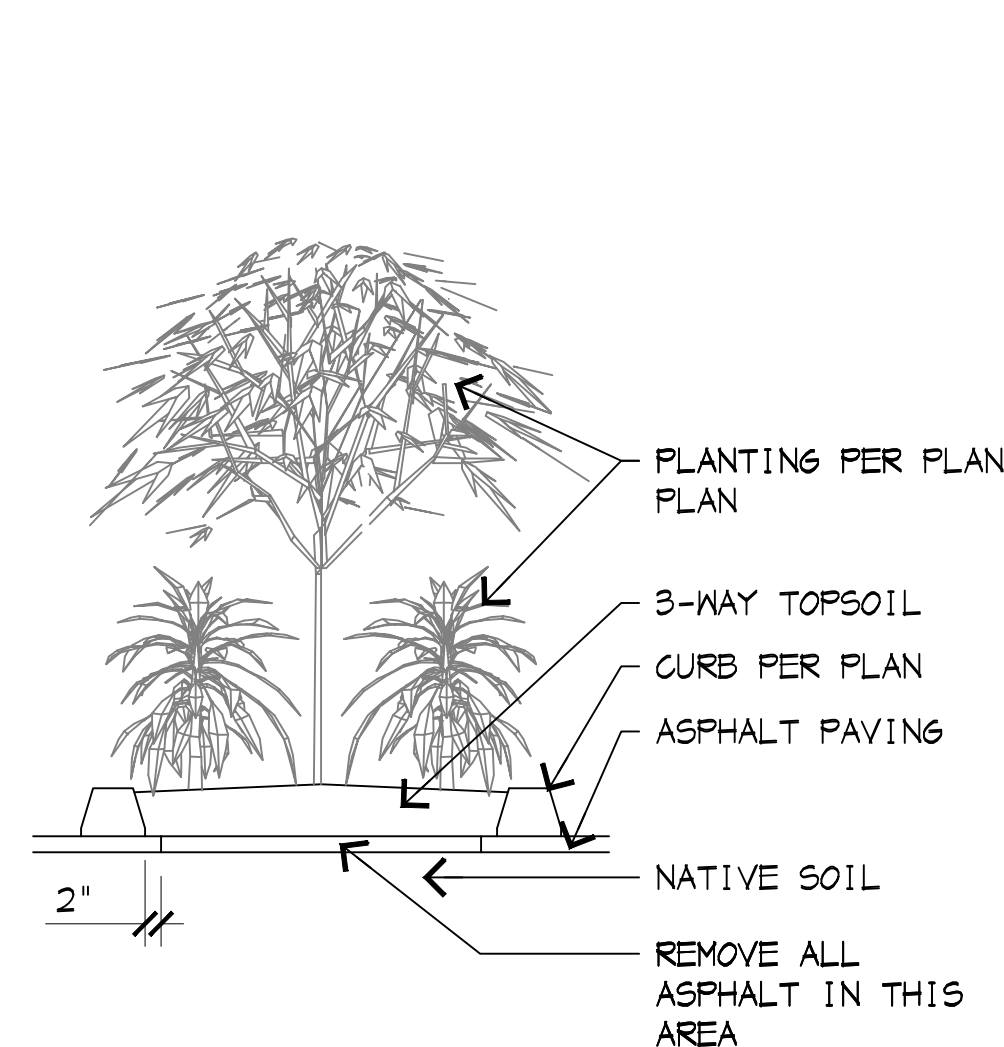 PLANTING PER PLAN
PLAN
3-WAY TOPSOIL
CURB PER PLAN
ASPHALT PAVING
NATIVE SOIL
2"
REMOVE ALL
ASPHALT IN THIS
AREA